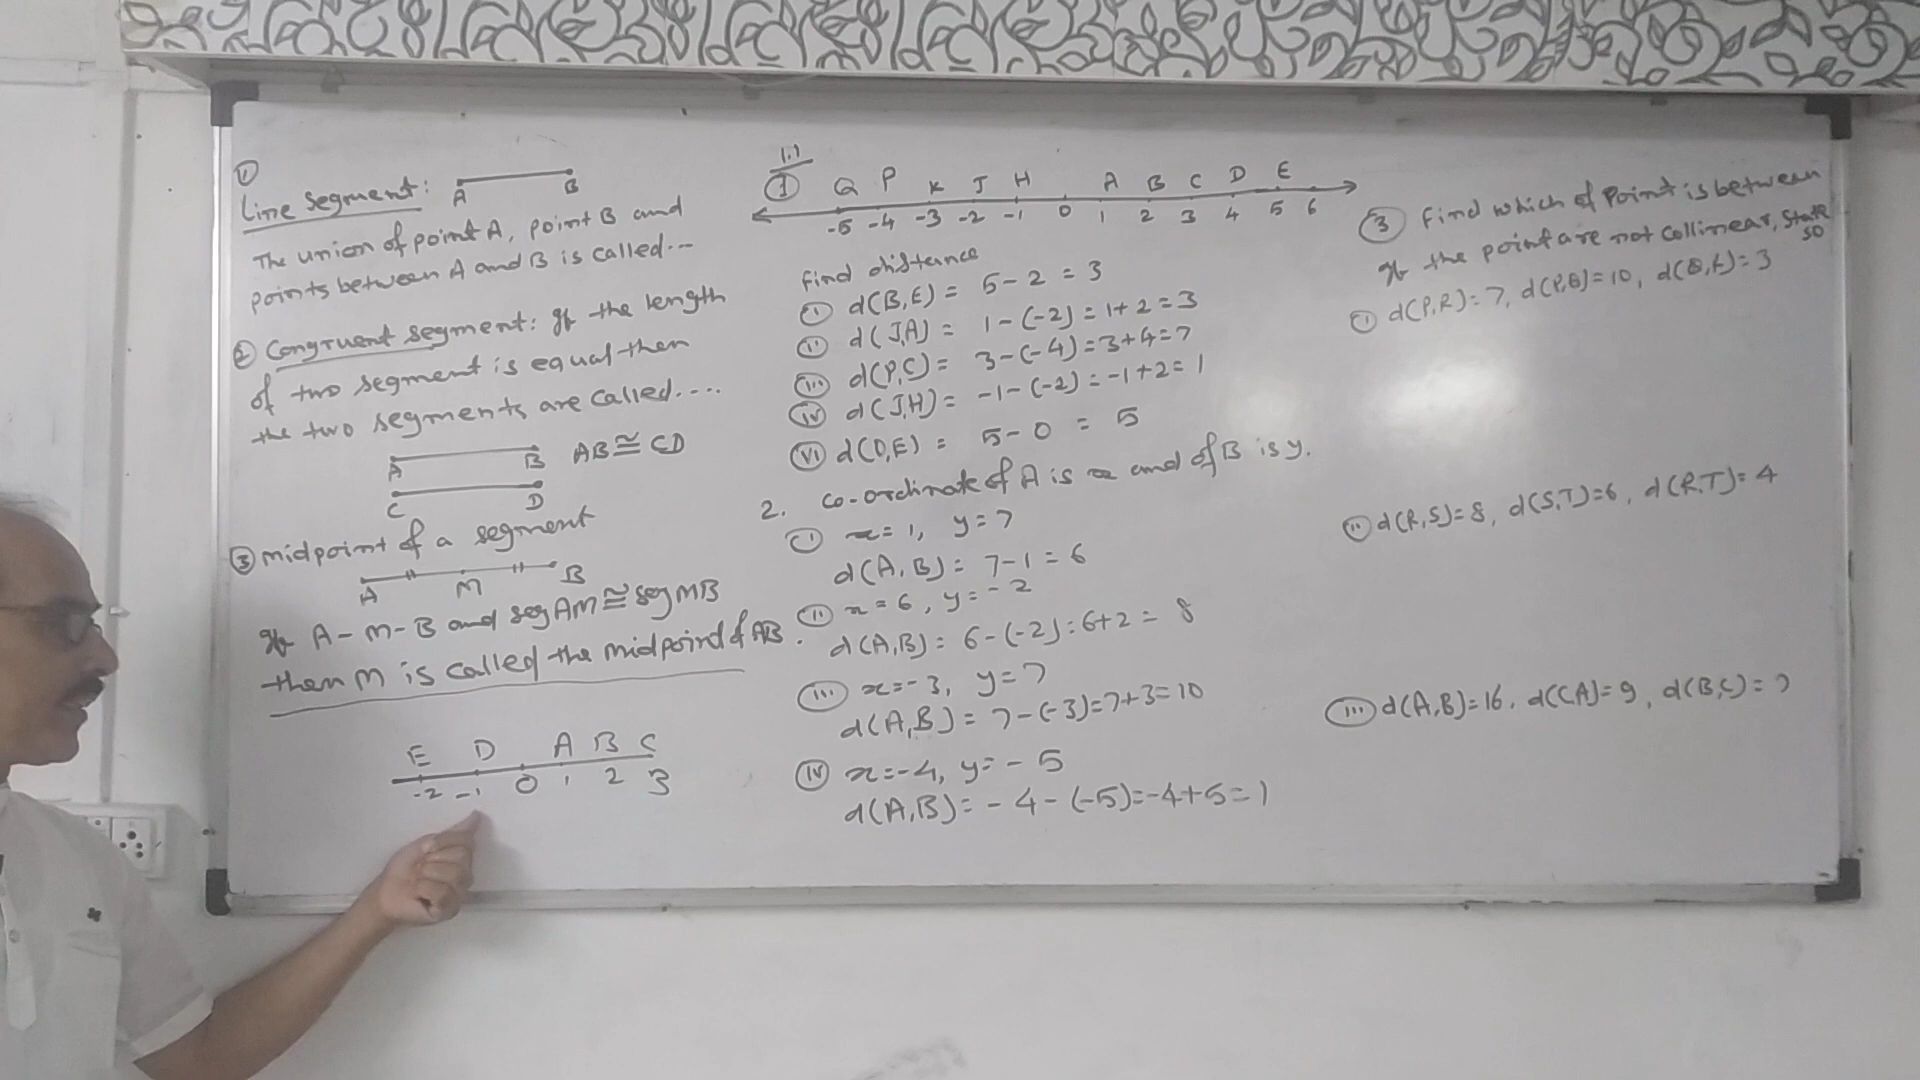 ①
Line segment:
A B
The union of point A, point B and
points between A and B is called...
② Congruent segment: If the length
of two segment is equal then
the two segments are called....
A B AB ≅ CD
C D
③ midpoint of a segment
A M B
If A-M-B and seg AM ≅ seg MB
then M is called the midpoint of AB.
E D A B C
-2 -1 0 1 2 3
1.1
① Q P K J H A B C D E
-5 -4 -3 -2 -1 0 1 2 3 4 5 6
find distance
(i) d(B,E) = 5-2 = 3
(ii) d(J,A) = 1-(-2) = 1+2 = 3
(iii) d(P,C) = 3-(-4) = 3+4 = 7
(iv) d(J,H) = -1-(-2) = -1+2 = 1
(vi) d(O,E) = 5-0 = 5
2. co-ordinate of A is x and of B is y.
(i) x = 1, y = 7
d(A,B) = 7-1 = 6
(ii) x = 6, y = -2
d(A,B) = 6-(-2) = 6+2 = 8
(iii) x = -3, y = 7
d(A,B) = 7-(-3) = 7+3 = 10
(iv) x = -4, y = -5
d(A,B) = -4-(-5) = -4+5 = 1
③ Find which of Point is between
If the point are not collinear, state
so
(i) d(P,R) = 7, d(P,Q) = 10, = 3
(ii) d(R,S) = 8, d(S,T) = 6, d(R,T) = 4
(iii) d(A,B) = 16, d(C,A) = 9, d(B,C) = 7